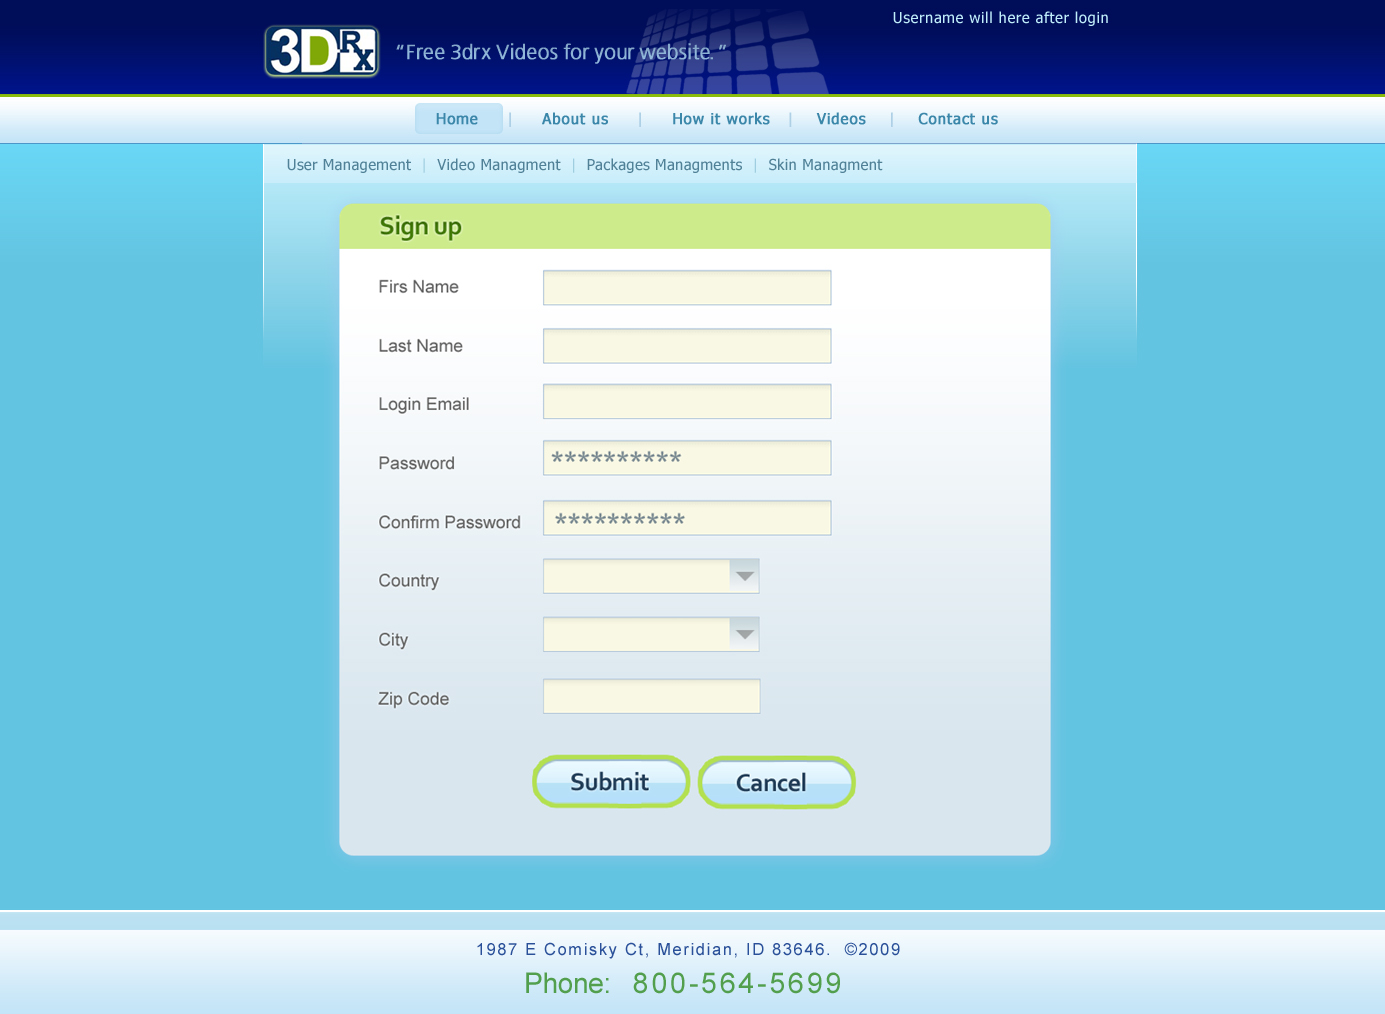 Username will here after login
3DRx
“Free 3drx Videos for your website.”
Home | About us | How it works | Videos | Contact us
User Management | Video Managment | Packages Managments | Skin Managment
Sign up
Firs Name
Last Name
Login Email
Password **********
Confirm Password **********
Country
City
Zip Code
Submit Cancel
1987 E Comisky Ct, Meridian, ID 83646. ©2009
Phone: 800-564-5699